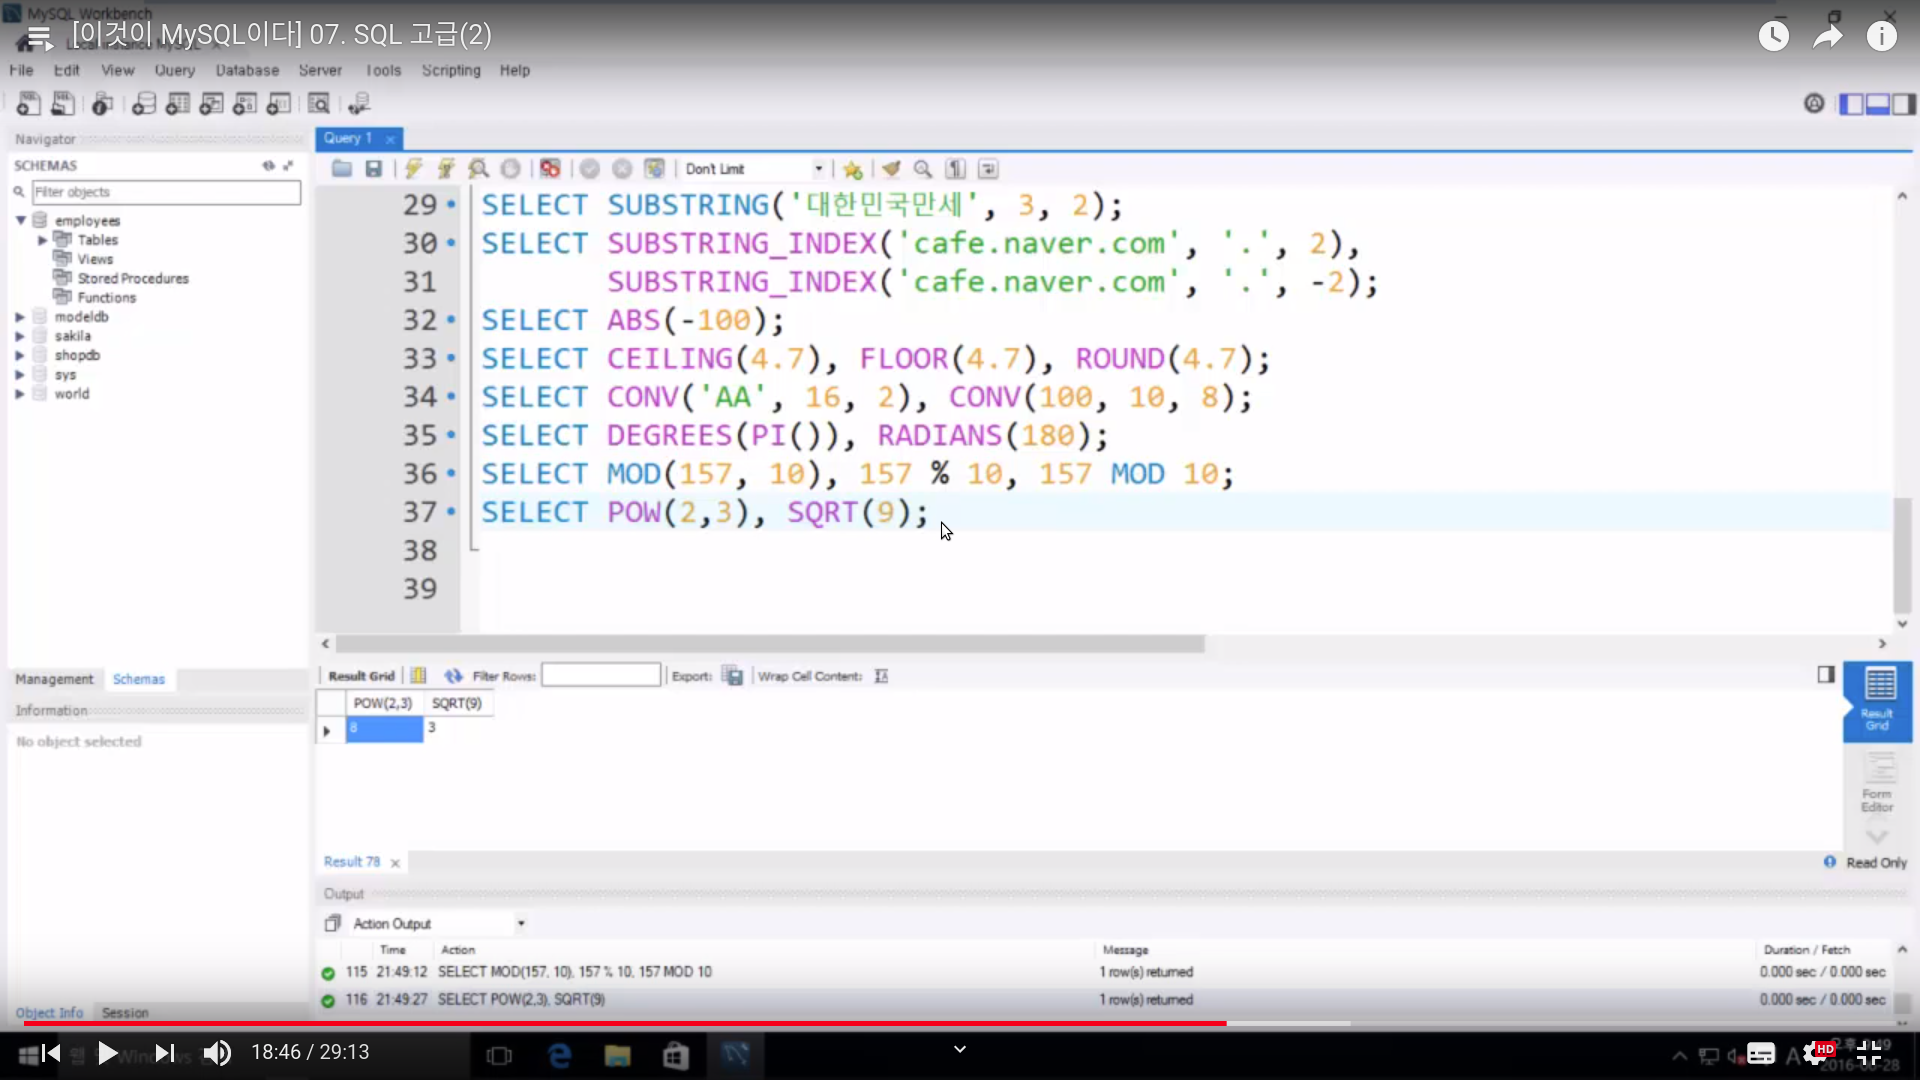 MySQL Workbench
[이것이 MySQL이다] 07. SQL 고급(2)
File Edit View Query Database Server Tools Scripting Help
Navigator
SCHEMAS
Filter objects
employees
Tables
Views
Stored Procedures
Functions
modeldb
sakila
shopdb
sys
world
Management Schemas
Information
No object selected
Object Info Session
Query 1
Don't Limit
29 SELECT SUBSTRING('대한민국만세', 3, 2);
30 SELECT SUBSTRING_INDEX('cafe.naver.com', '.', 2),
31 SUBSTRING_INDEX('cafe.naver.com', '.', -2);
32 SELECT ABS(-100);
33 SELECT CEILING(4.7), FLOOR(4.7), ROUND(4.7);
34 SELECT CONV('AA', 16, 2), CONV(100, 10, 8);
35 SELECT DEGREES(PI()), RADIANS(180);
36 SELECT MOD(157, 10), 157 % 10, 157 MOD 10;
37 SELECT POW(2,3), SQRT(9);
38
39
Result Grid Filter Rows: Export: Wrap Cell Content:
POW(2,3) SQRT(9)
8 3
Result Grid
Form Editor
Result 78
Read Only
Output
Action Output
Time Action Message Duration / Fetch
115 21:49:12 SELECT MOD(157, 10), 157 % 10, 157 MOD 10 1 row(s) returned 0.000 sec / 0.000 sec
116 21:49:27 SELECT POW(2,3), SQRT(9) 1 row(s) returned 0.000 sec / 0.000 sec
18:46 / 29:13
HD